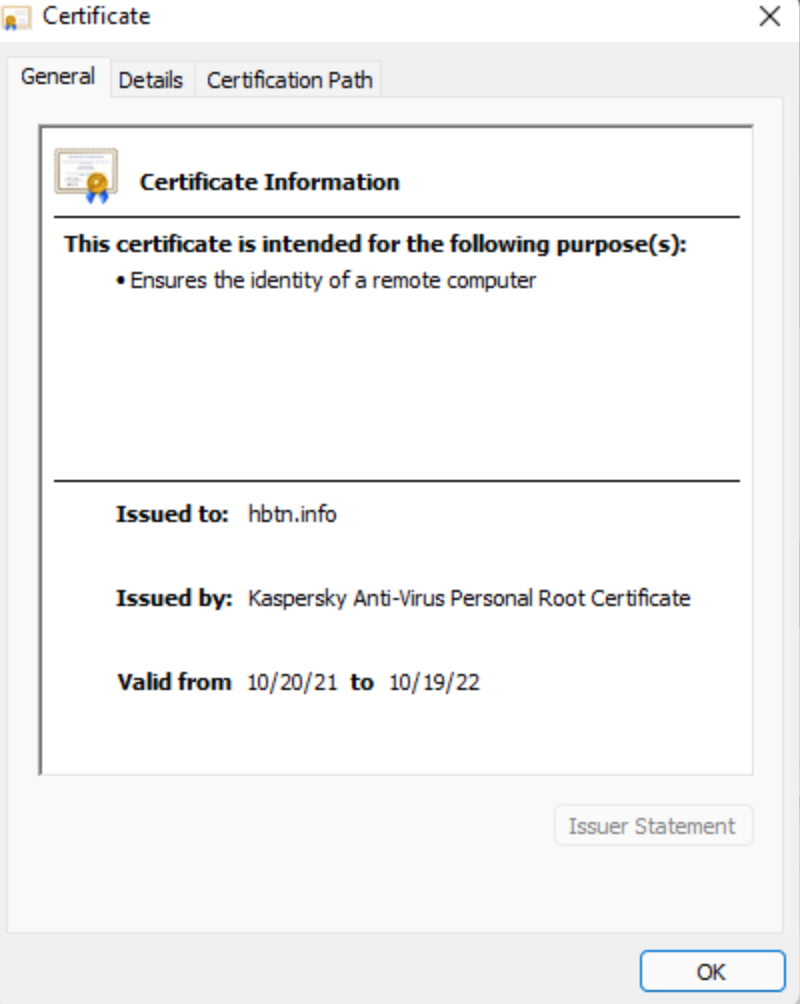 Certificate
General Details Certification Path
Certificate Information
This certificate is intended for the following purpose(s):
• Ensures the identity of a remote computer
Issued to: hbtn.info
Issued by: Kaspersky Anti-Virus Personal Root Certificate
Valid from 10/20/21 to 10/19/22
Issuer Statement
OK